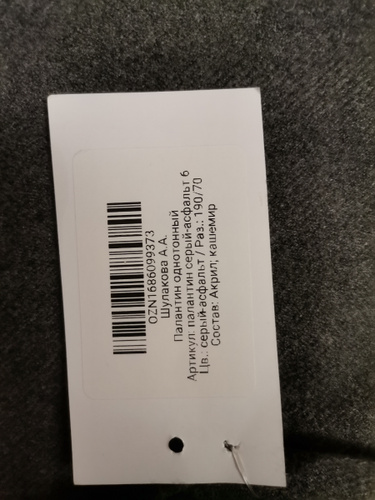 OZN1686099373
Шулакова А.А.
Палантин однотонный
Артикул: палантин серый-асфальт 6
Цв.: серый-асфальт / Раз.: 190/70
Состав: Акрил; кашемир